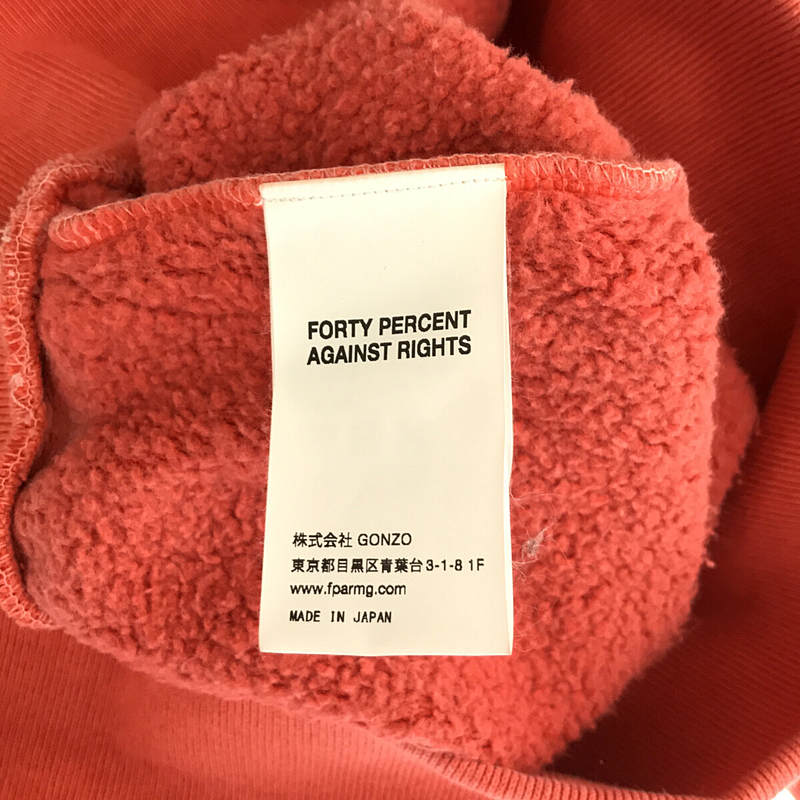 FORTY PERCENT
AGAINST RIGHTS
株式会社 GONZO
東京都目黒区青葉台3-1-8 1F
www.fparmg.com
MADE IN JAPAN